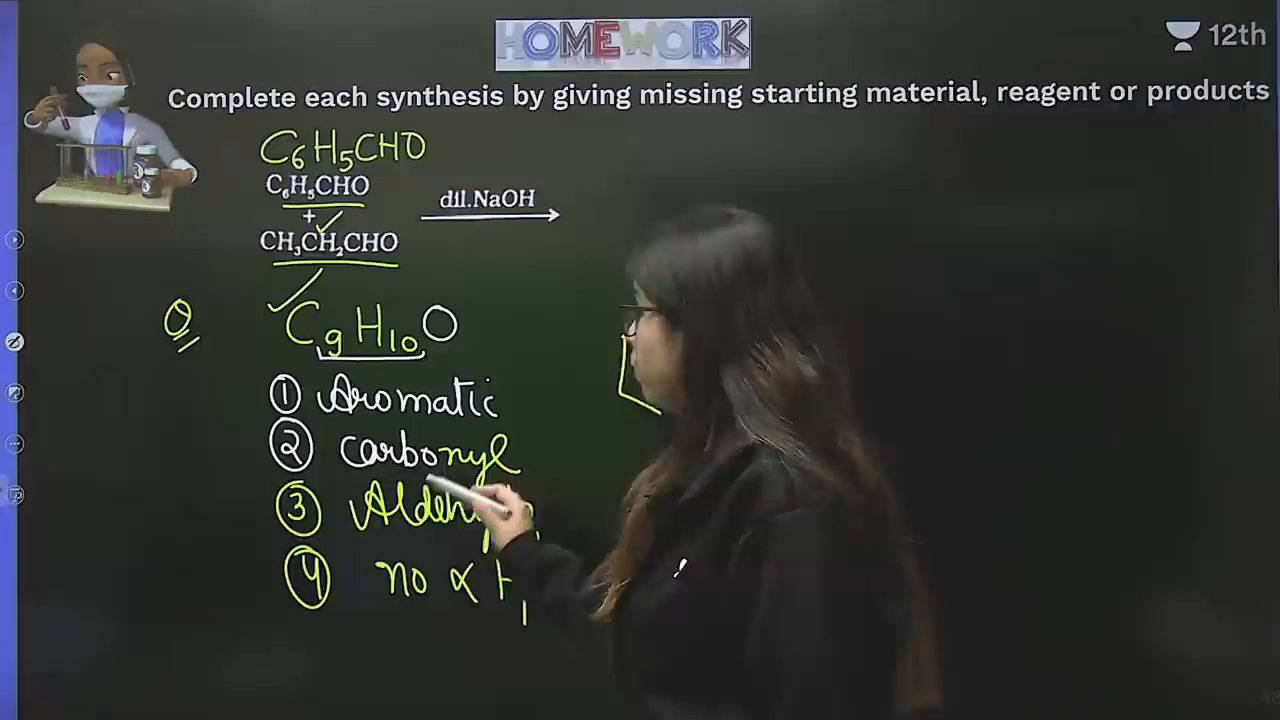 HOMEWORK
12th
Complete each synthesis by giving missing starting material, reagent or products
C₆H₅CHO
C₆H₅CHO
+
CH₃CH₂CHO
dil.NaOH
Q
C₉H₁₀O
① Aromatic
② carbonyl
③
④ no α H